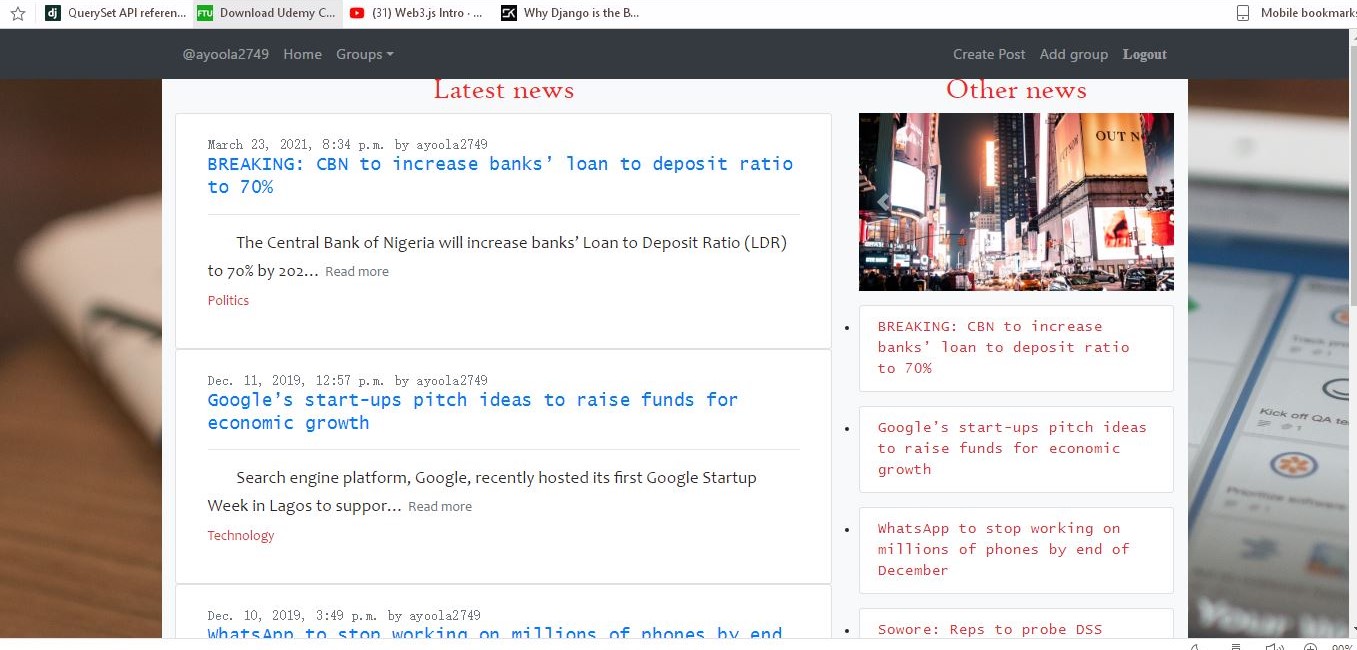 QuerySet API referen...
Download Udemy C...
(31) Web3.js Intro · ...
Why Django is the B...
Mobile bookmarks
@ayoola2749 Home Groups
Create Post Add group Logout
Latest news
March 23, 2021, 8:34 p.m. by ayoola2749
BREAKING: CBN to increase banks’ loan to deposit ratio
to 70%
The Central Bank of Nigeria will increase banks’ Loan to Deposit Ratio (LDR)
to 70% by 202… Read more
Politics
Dec. 11, 2019, 12:57 p.m. by ayoola2749
Google’s start-ups pitch ideas to raise funds for
economic growth
Search engine platform, Google, recently hosted its first Google Startup
Week in Lagos to suppor… Read more
Technology
Dec. 10, 2019, 3:49 p.m. by ayoola2749
WhatsApp to stop working on millions of phones by end
Other news
OUT N
BREAKING: CBN to increase
banks’ loan to deposit ratio
to 70%
Google’s start-ups pitch ideas
to raise funds for economic
growth
WhatsApp to stop working on
millions of phones by end of
December
Sowore: Reps to probe DSS
Kick off QA te
Prioritize software
Your
90%